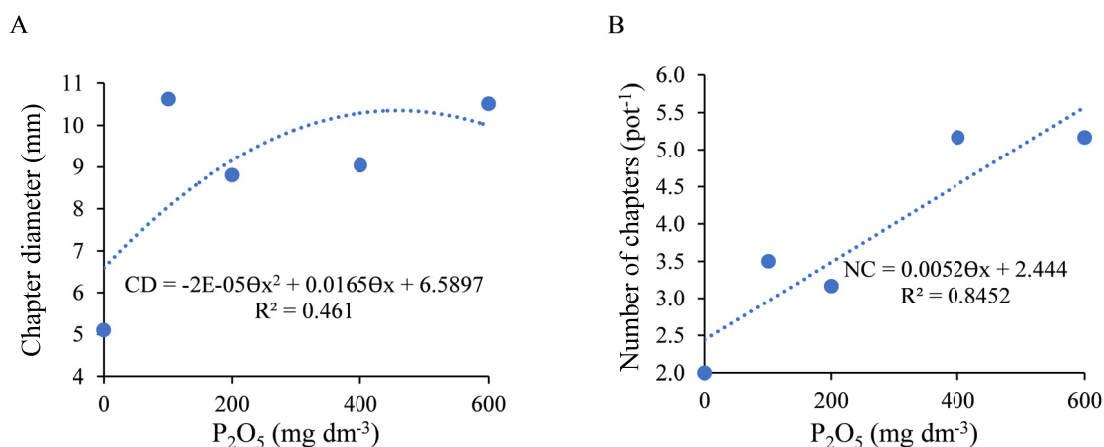 A
11
10
9
8
7
6
5
4
0
200
400
600
Chapter diameter (mm)
P₂O₅ (mg dm⁻³)
CD = -2E-05ϴx² + 0.0165ϴx + 6.5897
R² = 0.461
B
6.0
5.5
5.0
4.5
4.0
3.5
3.0
2.5
2.0
0
200
400
600
Number of chapters (pot⁻¹)
P₂O₅ (mg dm⁻³)
NC = 0.0052ϴx + 2.444
R² = 0.8452